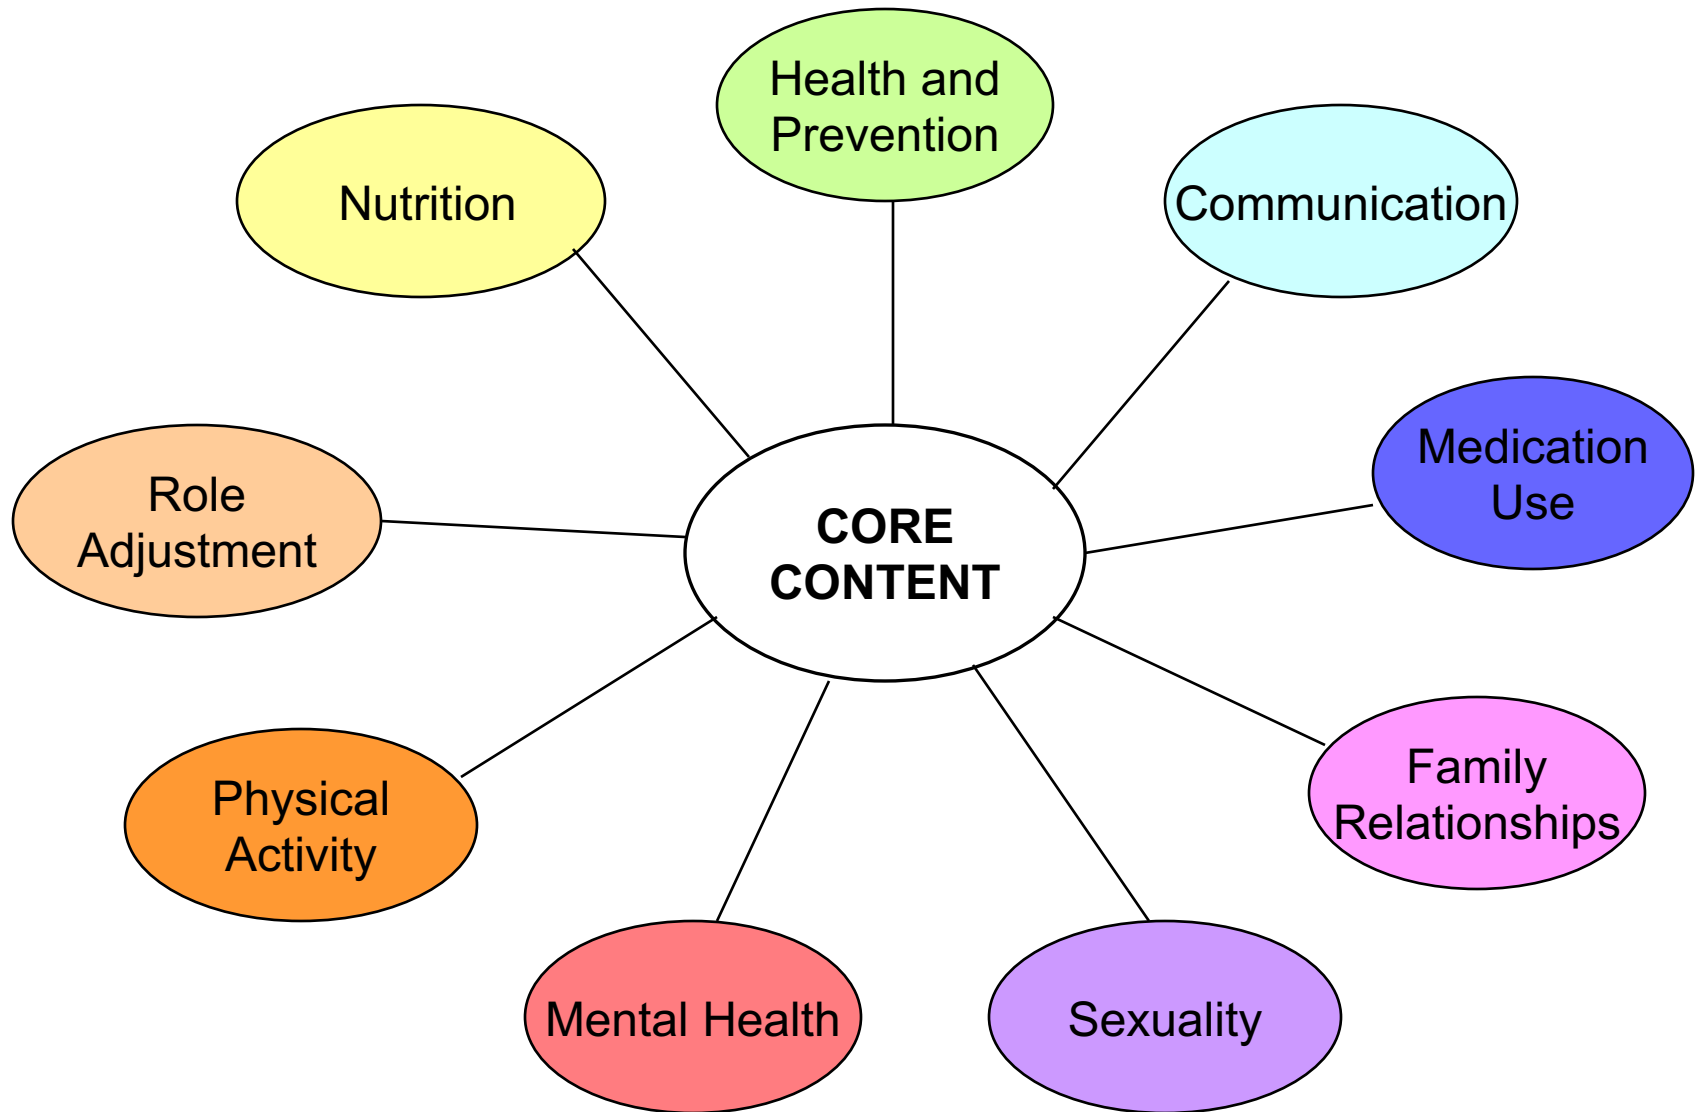 Health and
Prevention
Nutrition
Communication
Medication
Use
Role
Adjustment
CORE
CONTENT
Family
Relationships
Physical
Activity
Mental Health
Sexuality